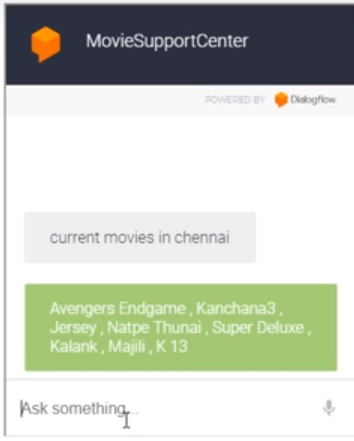 MovieSupportCenter
POWERED BY Dialogflow
current movies in chennai
Avengers Endgame , Kanchana3 ,
Jersey , Natpe Thunai , Super Deluxe ,
Kalank , Majili , K 13
Ask something...